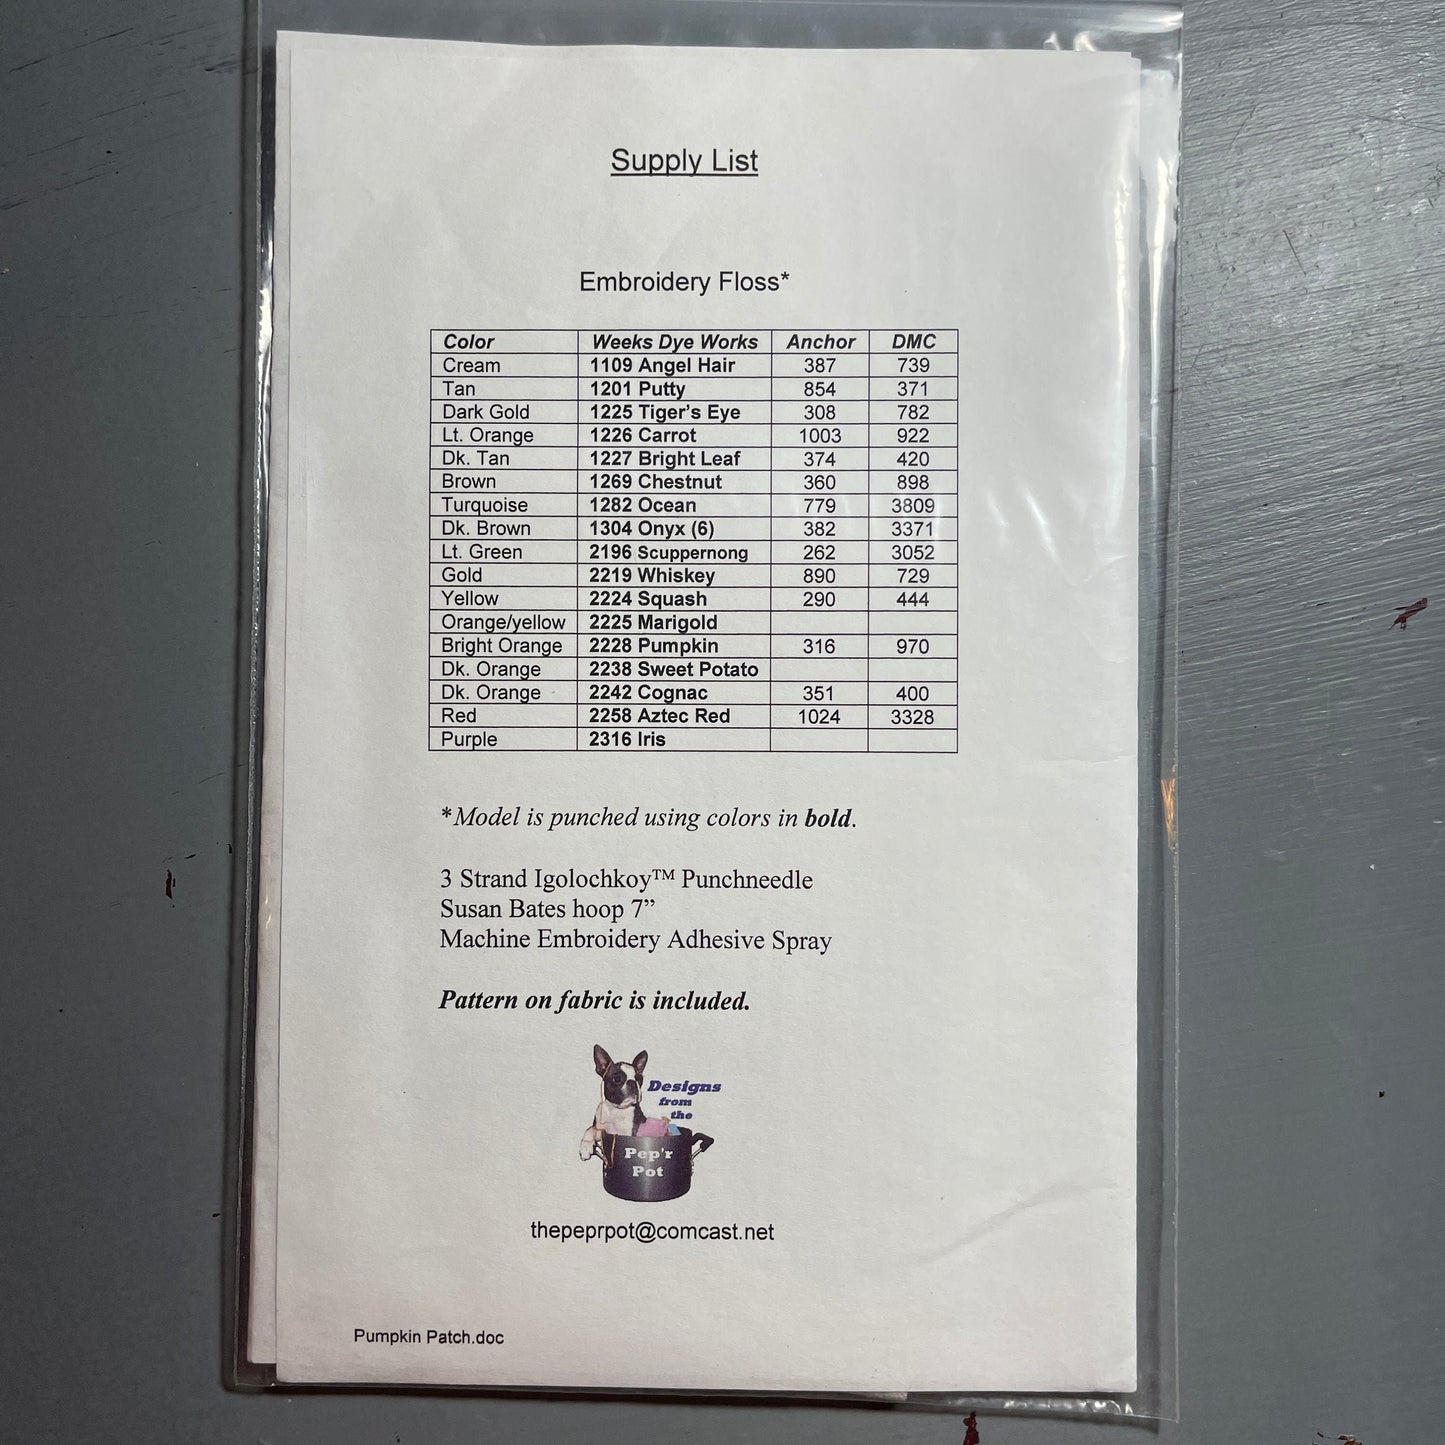 Supply List
Embroidery Floss*
Color Weeks Dye Works Anchor DMC
Cream 1109 Angel Hair 387 739
Tan 1201 Putty 854 371
Dark Gold 1225 Tiger's Eye 308 782
Lt. Orange 1226 Carrot 1003 922
Dk. Tan 1227 Bright Leaf 374 420
Brown 1269 Chestnut 360 898
Turquoise 1282 Ocean 779 3809
Dk. Brown 1304 Onyx (6) 382 3371
Lt. Green 2196 Scuppernong 262 3052
Gold 2219 Whiskey 890 729
Yellow 2224 Squash 290 444
Orange/yellow 2225 Marigold
Bright Orange 2228 Pumpkin 316 970
Dk. Orange 2238 Sweet Potato
Dk. Orange 2242 Cognac 351 400
Red 2258 Aztec Red 1024 3328
Purple 2316 Iris
*Model is punched using colors in bold.
3 Strand Igolochkoy™ Punchneedle
Susan Bates hoop 7”
Machine Embroidery Adhesive Spray
Pattern on fabric is included.
Designs
from
the
Pep'r
Pot
thepeprpot@comcast.net
Pumpkin Patch.doc